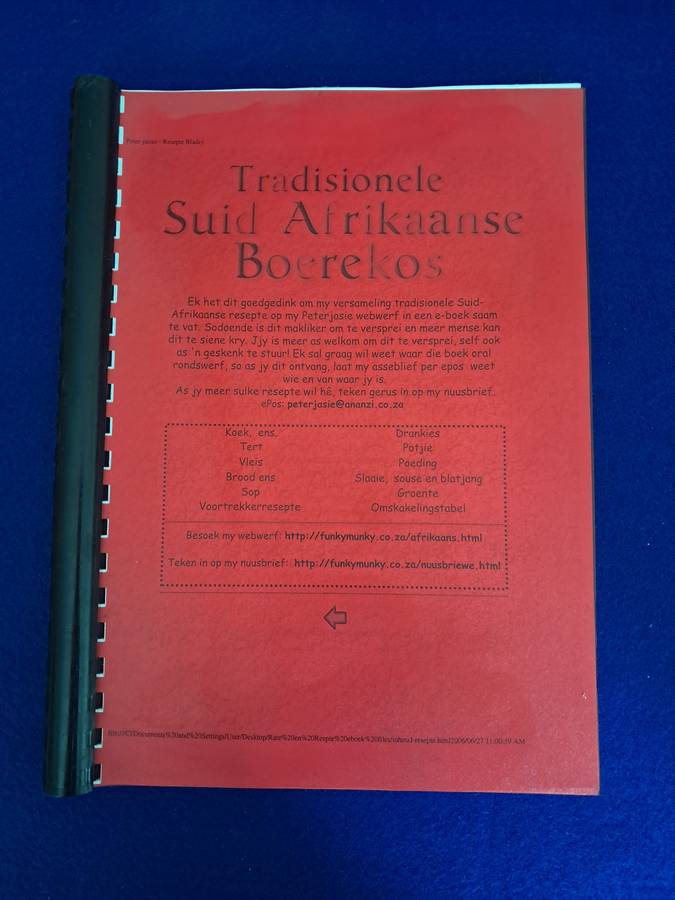 Peter jasie - Resepte Bladsy
Tradisionele
Suid Afrikaanse
Boerekos
Ek het dit goedgedink om my versameling tradisionele Suid-
Afrikaanse resepte op my Peterjasie webwerf in een e-boek saam
te vat. Sodoende is dit makliker om te versprei en meer mense kan
dit te siene kry. Jjy is meer as welkom om dit te versprei, self ook
as 'n geskenk te stuur! Ek sal graag wil weet waar die boek oral
rondswerf, so as jy dit ontvang, laat my asseblief per epos weet
wie en van waar jy is.
As jy meer sulke resepte wil hê, teken gerus in op my nuusbrief.
ePos: peterjasie@ananzi.co.za
Koek, ens. Drankies
Tert Potjie
Vleis Poeding
Brood ens Slaaie, souse en blatjang
Sop Groente
Voortrekkerresepte Omskakelingstabel
Besoek my webwerf: http://funkymunky.co.za/afrikaans.html
Teken in op my nuusbrief: http://funkymunky.co.za/nuusbriewe.html